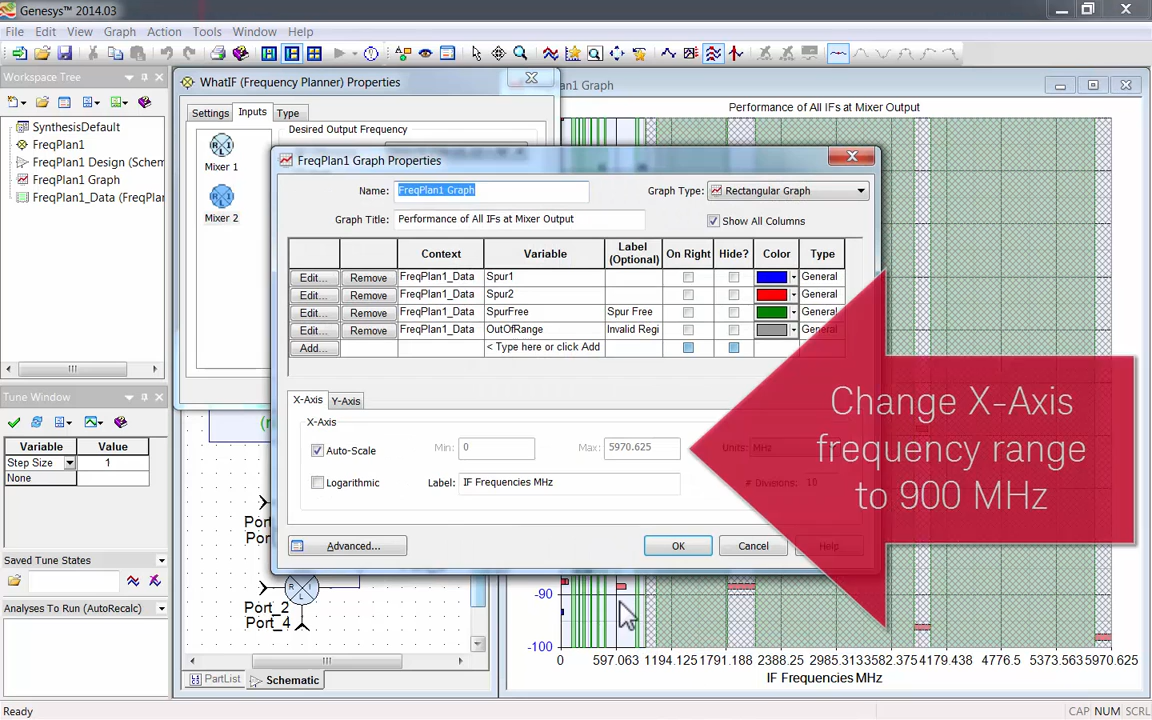 Genesys™ 2014.03
File Edit View Graph Action Tools Window Help
Workspace Tree
SynthesisDefault
FreqPlan1
FreqPlan1 Design (Schem
FreqPlan1 Graph
FreqPlan1_Data (FreqPlar
Tune Window
Variable Value
Step Size 1
None
Saved Tune States
Analyses To Run (AutoRecalc)
WhatIF (Frequency Planner) Properties
Settings Inputs Type
Desired Output Frequency
Mixer 1
Mixer 2
Port_2
Port_4
PartList Schematic
FreqPlan1 Graph Properties
Name: FreqPlan1 Graph
Graph Type: Rectangular Graph
Graph Title: Performance of All IFs at Mixer Output
Show All Columns
Context Variable Label (Optional) On Right Hide? Color Type
Edit... Remove FreqPlan1_Data Spur1 General
Edit... Remove FreqPlan1_Data Spur2 General
Edit... Remove FreqPlan1_Data SpurFree Spur Free General
Edit... Remove FreqPlan1_Data OutOfRange Invalid Regi General
Add... < Type here or click Add
X-Axis Y-Axis
X-Axis
Auto-Scale Min: 0 Max: 5970.625 Units: MHz
Logarithmic Label: IF Frequencies MHz # Divisions: 10
Advanced... OK Cancel Help
Change X-Axis
frequency range
to 900 MHz
an1 Graph
Performance of All IFs at Mixer Output
-90
-100
0 597.063 1194.125 1791.188 2388.25 2985.313 3582.375 4179.438 4776.5 5373.563 5970.625
IF Frequencies MHz
Ready CAP NUM SCRL